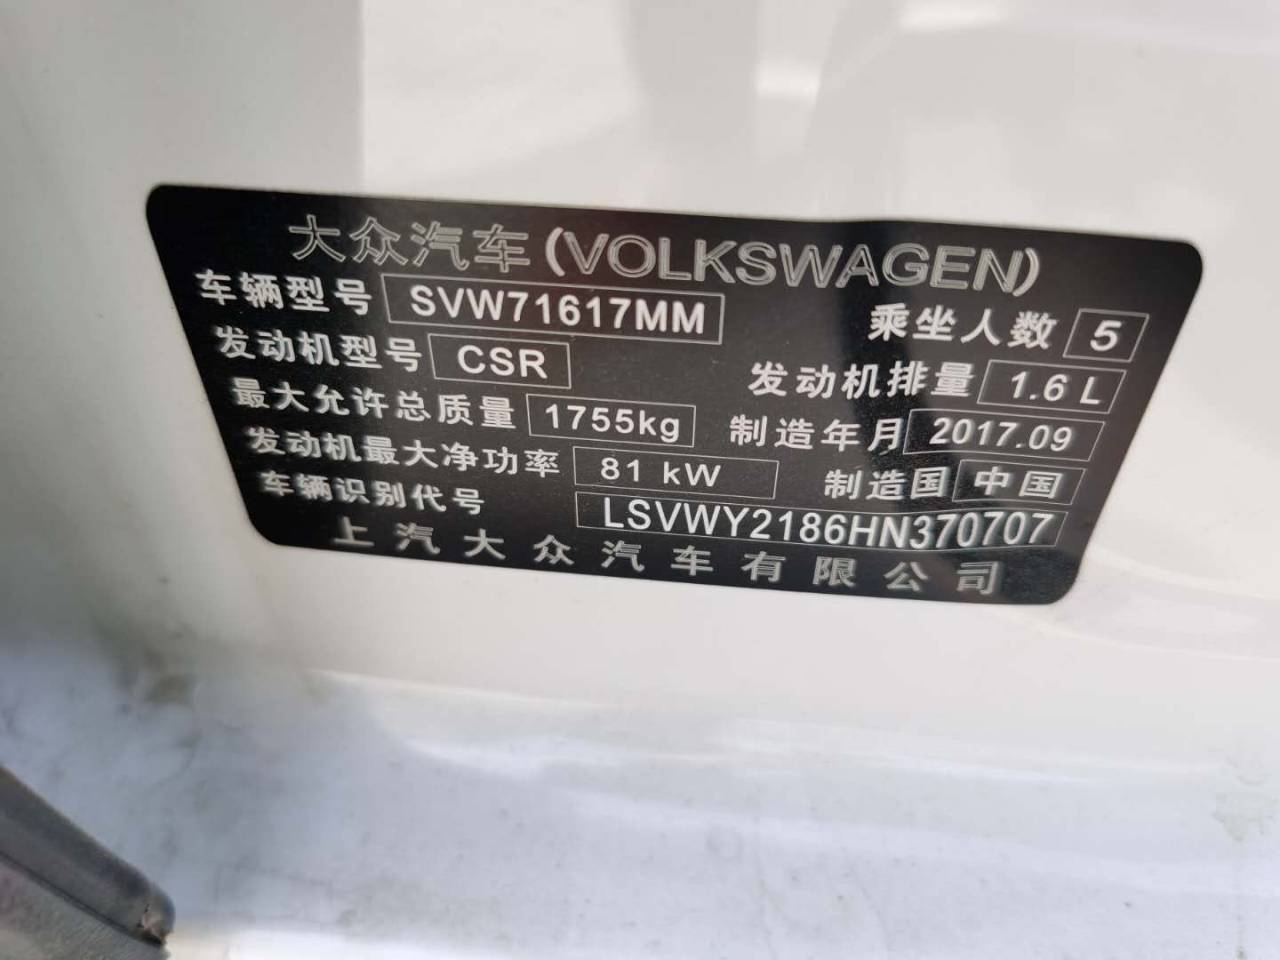 大众汽车(VOLKSWAGEN)
车辆型号 SVW71617MM 乘坐人数 5
发动机型号 CSR 发动机排量 1.6 L
最大允许总质量 1755kg 制造年月 2017.09
发动机最大净功率 81 kW 制造国 中国
车辆识别代号 LSVWY2186HN370707
上汽大众汽车有限公司